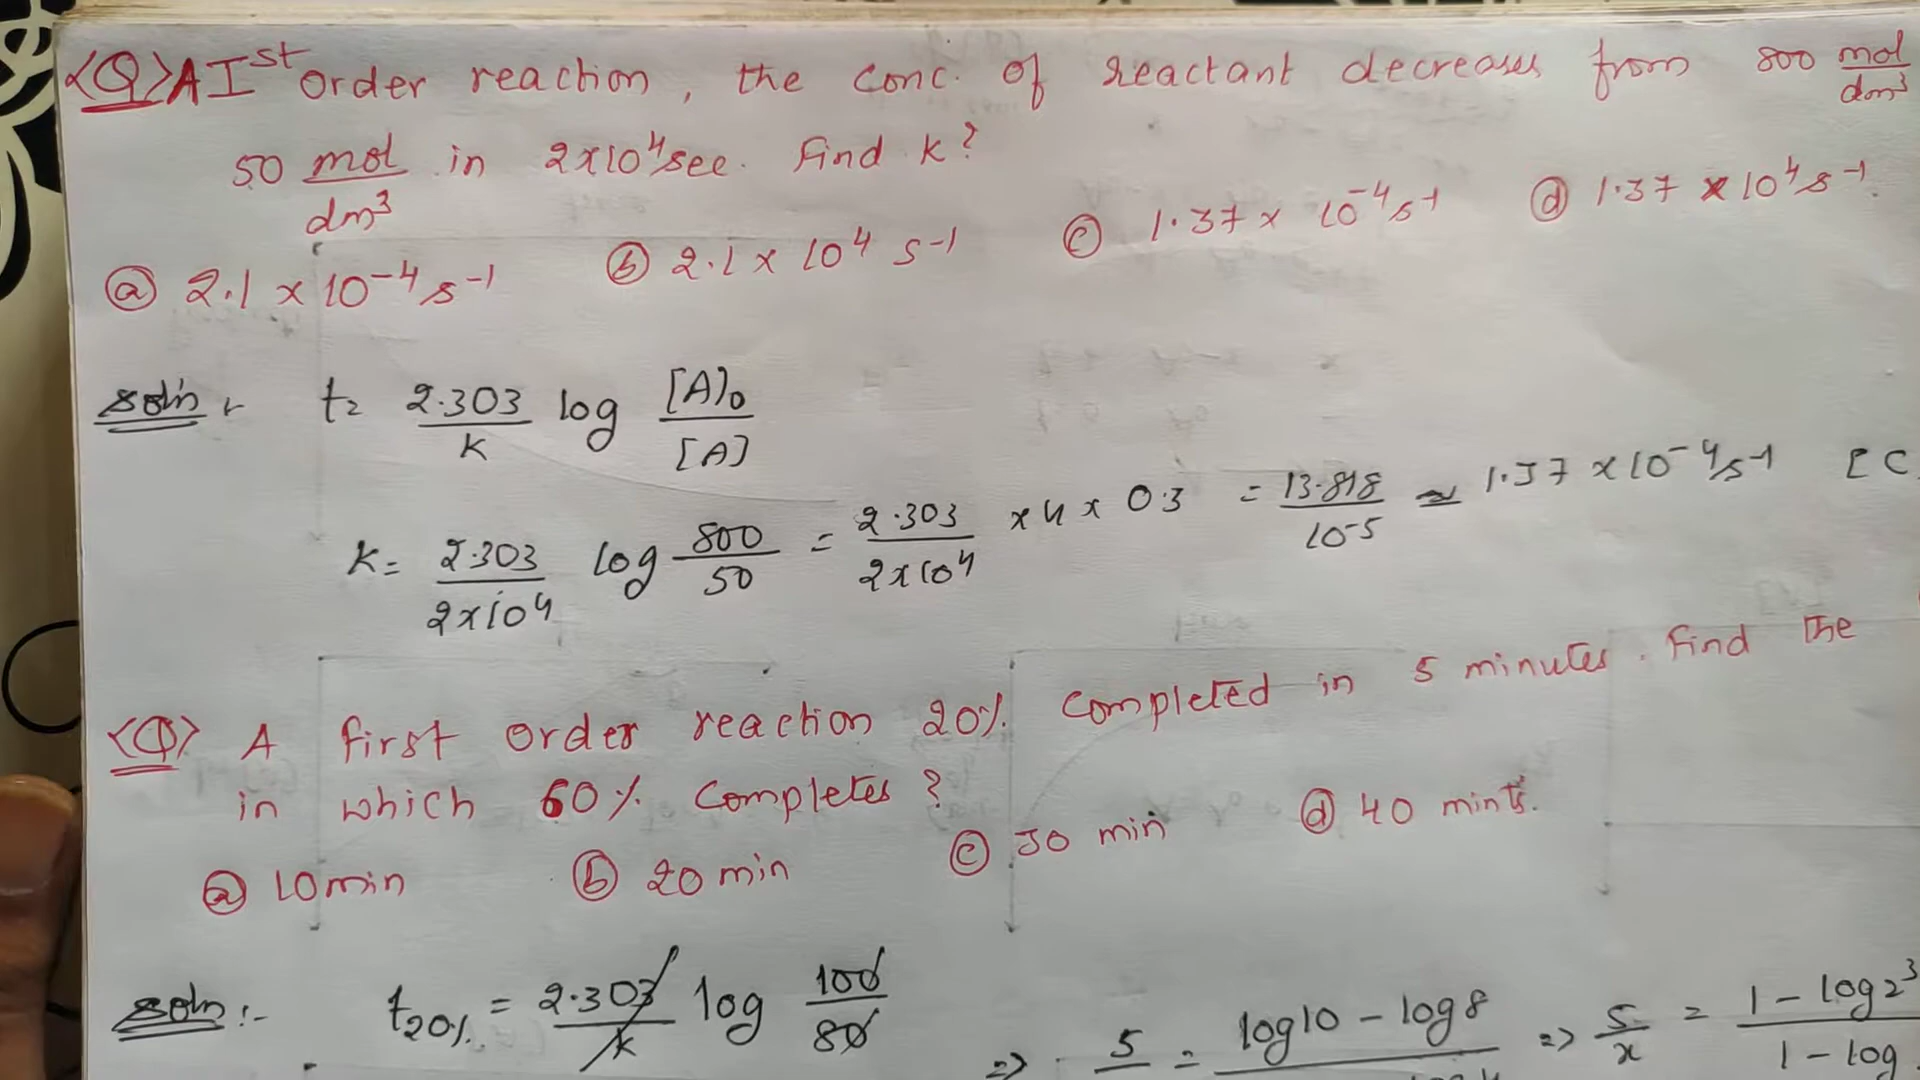 <Q> A Ist order reaction, the conc. of reactant decreases from 800 mol/dm³
50 mol/dm³ in 2x10⁴ sec. Find k?
ⓐ 2.1 x 10⁻⁴ s⁻¹ ⓑ 2.1 x 10⁴ s⁻¹ ⓒ 1.37 x 10⁻⁴ s⁻¹ ⓓ 1.37 x 10⁴ s⁻¹.
soln:- t = 2.303/k log [A]₀/[A]
k = 2.303/2x10⁴ log 800/50 = 2.303/2x10⁴ x 4 x 0.3 = 13.818/10⁻⁵ ≃ 1.37 x 10⁻⁴ s⁻¹ [C
<Q> A first order reaction 20% completed in 5 minutes. Find the
in which 60% completes?
ⓐ 10 min ⓑ 20 min ⓒ 30 min ⓓ 40 mints.
soln:- t₂₀% = 2.303/k log 100/80 => 5 = log10 - log8 => 5/x = 1 - log2³/1 - log